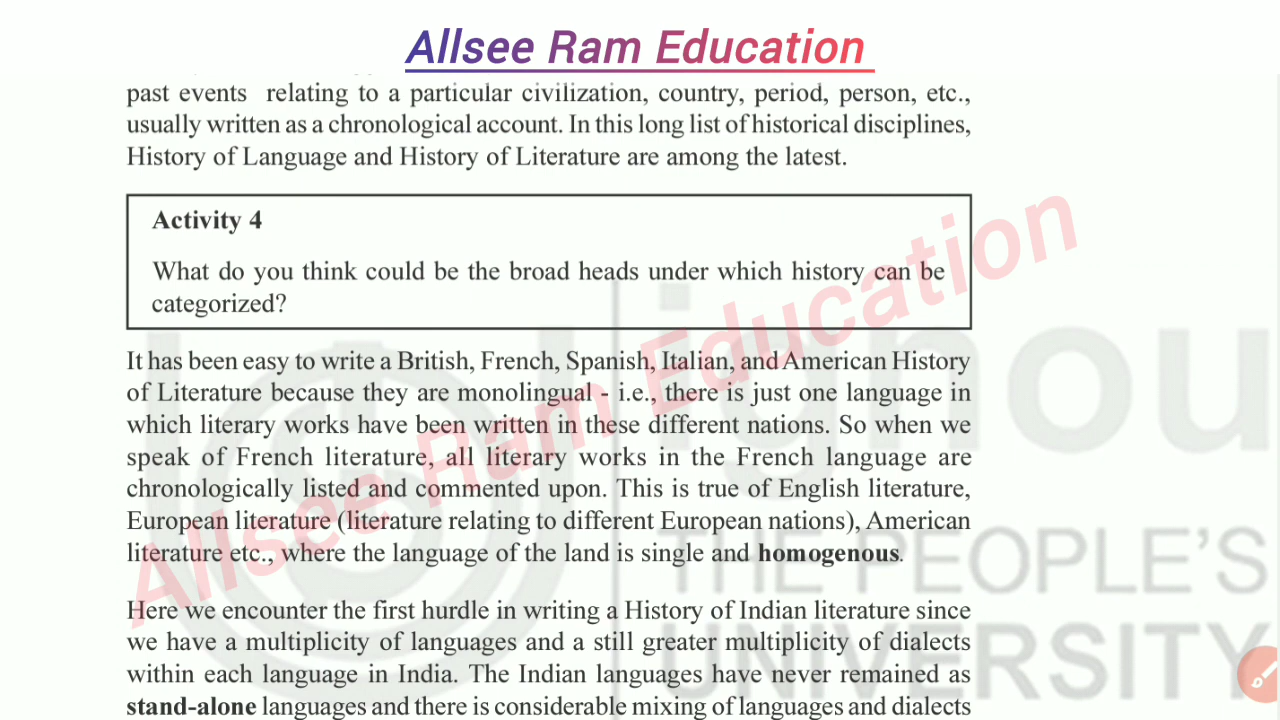 Allsee Ram Education
past events relating to a particular civilization, country, period, person, etc.,
usually written as a chronological account. In this long list of historical disciplines,
History of Language and History of Literature are among the latest.
Activity 4
What do you think could be the broad heads under which history can be
categorized?
It has been easy to write a British, French, Spanish, Italian, and American History
of Literature because they are monolingual - i.e., there is just one language in
which literary works have been written in these different nations. So when we
speak of French literature, all literary works in the French language are
chronologically listed and commented upon. This is true of English literature,
European literature (literature relating to different European nations), American
literature etc., where the language of the land is single and homogenous.
Here we encounter the first hurdle in writing a History of Indian literature since
we have a multiplicity of languages and a still greater multiplicity of dialects
within each language in India. The Indian languages have never remained as
stand-alone languages and there is considerable mixing of languages and dialects
Allsee Ram Education
ignou
THE PEOPLE'S
UNIVERSITY